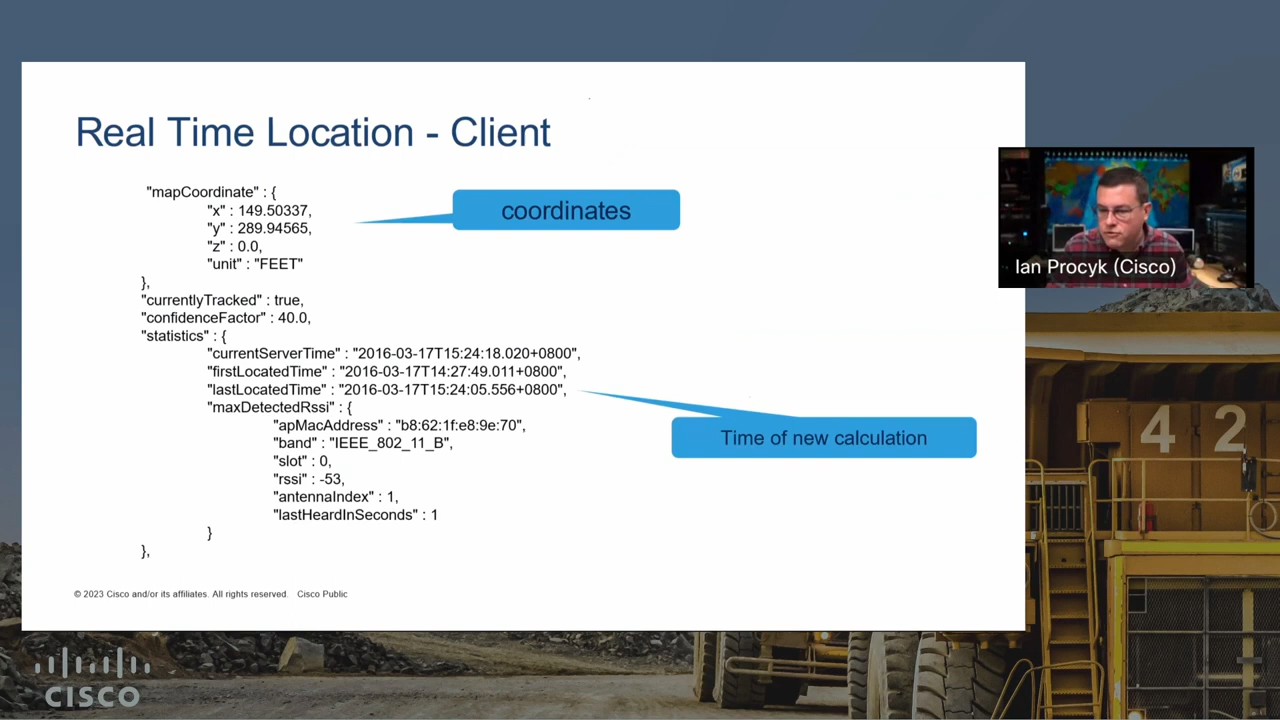 Real Time Location - Client
"mapCoordinate" : {
"x" : 149.50337,
"y" : 289.94565,
"z" : 0.0,
"unit" : "FEET"
},
"currentlyTracked" : true,
"confidenceFactor" : 40.0,
"statistics" : {
"currentServerTime" : "2016-03-17T15:24:18.020+0800",
"firstLocatedTime" : "2016-03-17T14:27:49.011+0800",
"lastLocatedTime" : "2016-03-17T15:24:05.556+0800",
"maxDetectedRssi" : {
"apMacAddress" : "b8:62:1f:e8:9e:70",
"band" : "IEEE_802_11_B",
"slot" : 0,
"rssi" : -53,
"antennaIndex" : 1,
"lastHeardInSeconds" : 1
}
},
coordinates
Time of new calculation
© 2023 Cisco and/or its affiliates. All rights reserved. Cisco Public
Ian Procyk (Cisco)
42
CISCO